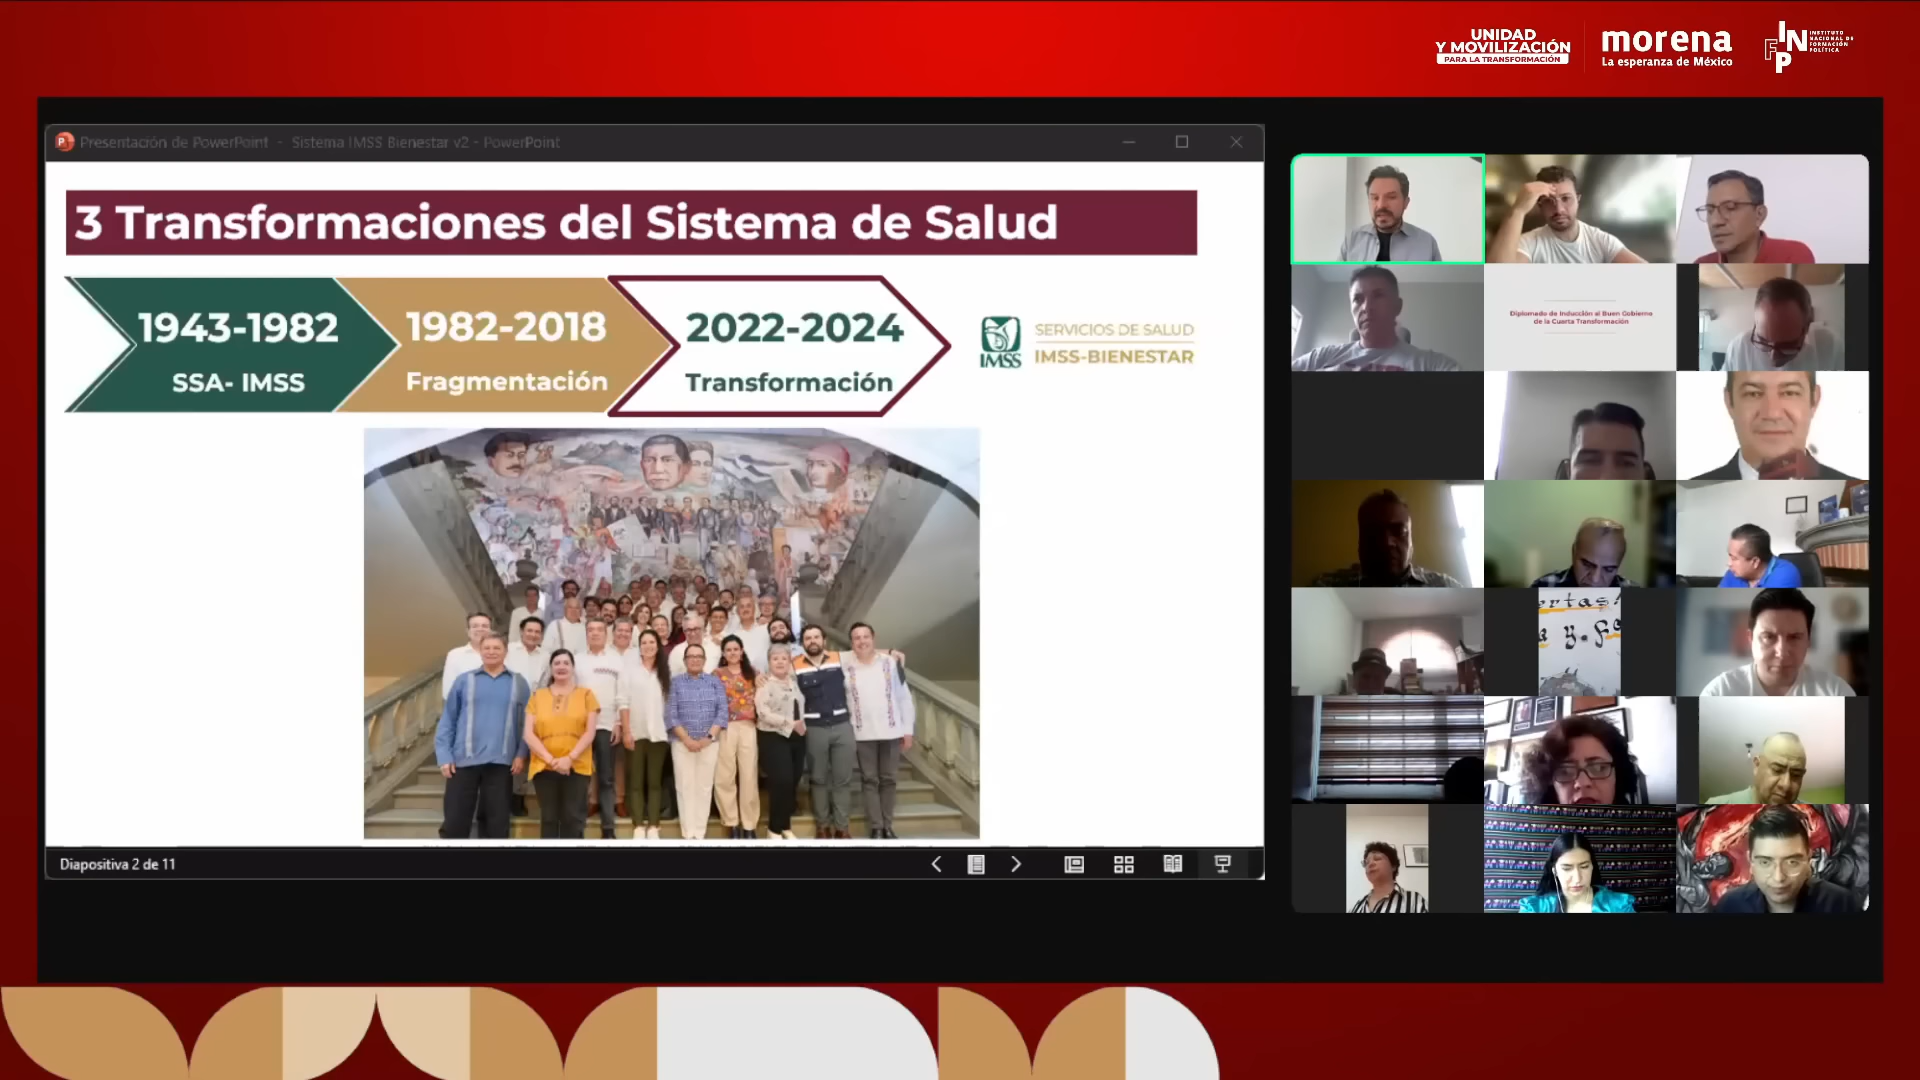 UNIDAD
Y MOVILIZACIÓN
PARA LA TRANSFORMACIÓN
morena
La esperanza de México
INFP
INSTITUTO
NACIONAL DE
FORMACIÓN
POLÍTICA
Presentación de PowerPoint - Sistema IMSS Bienestar v2 - PowerPoint
3 Transformaciones del Sistema de Salud
1943-1982
SSA- IMSS
1982-2018
Fragmentación
2022-2024
Transformación
IMSS
SERVICIOS DE SALUD
IMSS-BIENESTAR
Diapositiva 2 de 11
Diplomado de Inducción al Buen Gobierno
de la Cuarta Transformación